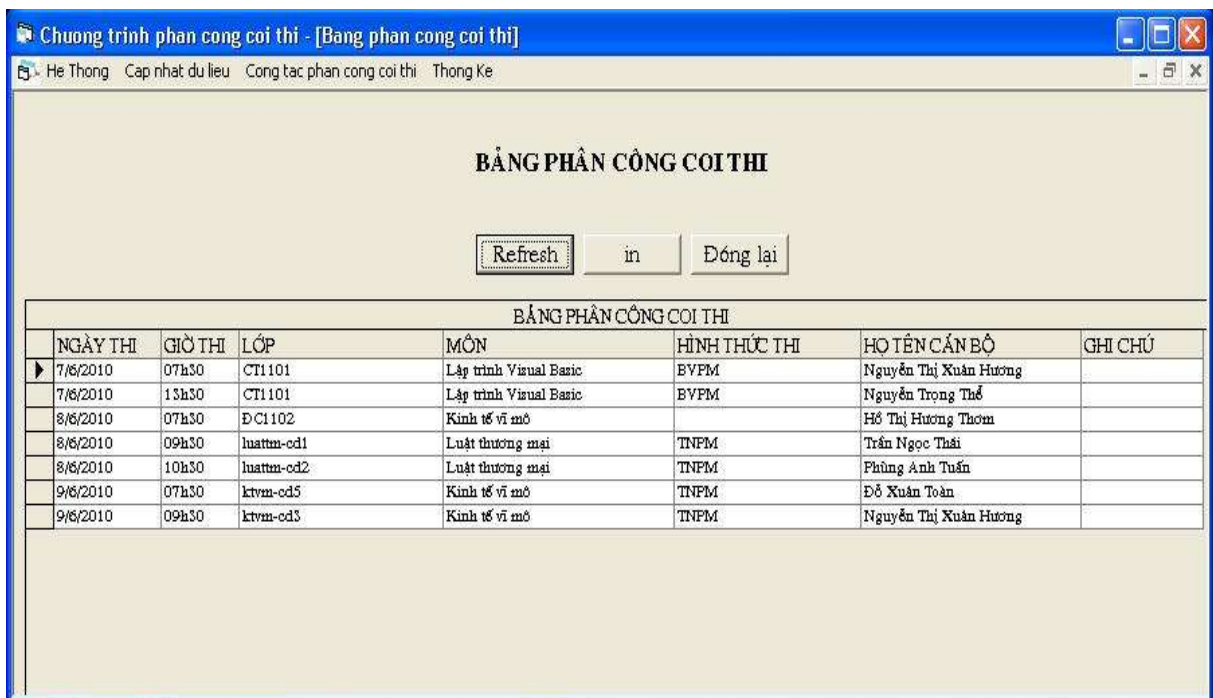 Chuong trinh phan cong coi thi - [Bang phan cong coi thi]
He Thong Cap nhat du lieu Cong tac phan cong coi thi Thong Ke
BẢNG PHÂN CÔNG COI THI
Refresh in Đóng lại
BẢNG PHÂN CÔNG COI THI
NGÀY THI GIỜ THI LỚP MÔN HÌNH THỨC THI HỌ TÊN CÁN BỘ GHI CHÚ
7/6/2010 07h30 CT1101 Lập trình Visual Basic BVPM Nguyễn Thị Xuân Hương
7/6/2010 13h30 CT1101 Lập trình Visual Basic BVPM Nguyễn Trọng Thể
8/6/2010 07h30 ĐC1102 Kinh tế vĩ mô Hồ Thị Hương Thơm
8/6/2010 09h30 luattm-cd1 Luật thương mại TNPM Trần Ngọc Thái
8/6/2010 10h30 luattm-cd2 Luật thương mại TNPM Phùng Anh Tuấn
9/6/2010 07h30 ktvm-cd5 Kinh tế vĩ mô TNPM Đỗ Xuân Toàn
9/6/2010 09h30 ktvm-cd3 Kinh tế vĩ mô TNPM Nguyễn Thị Xuân Hương